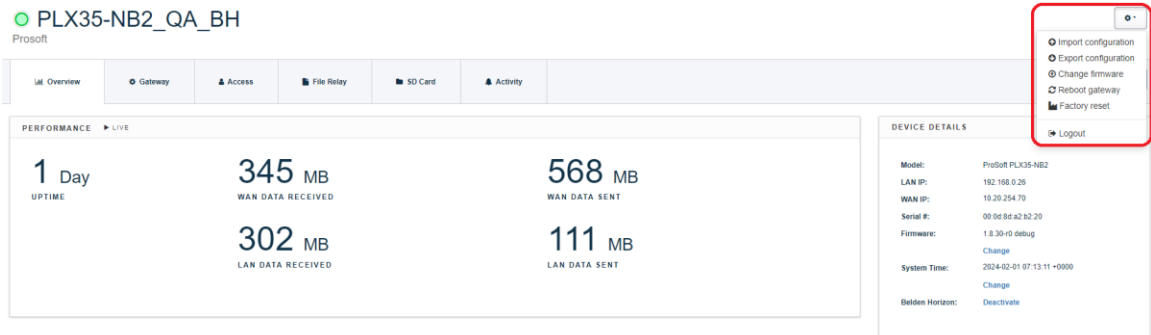 PLX35-NB2_QA_BH
Prosoft
Import configuration
Export configuration
Change firmware
Reboot gateway
Factory reset
Logout
Overview
Gateway
Access
File Relay
SD Card
Activity
PERFORMANCE LIVE
1 Day
UPTIME
345 MB
WAN DATA RECEIVED
568 MB
WAN DATA SENT
302 MB
LAN DATA RECEIVED
111 MB
LAN DATA SENT
DEVICE DETAILS
Model: ProSoft PLX35-NB2
LAN IP: 192.168.0.26
WAN IP: 10.20.254.70
Serial #: 00:0d:8d:a2:b2:20
Firmware: 1.8.30-r0 debug
Change
System Time: 2024-02-01 07:13:11 +0000
Change
Belden Horizon: Deactivate